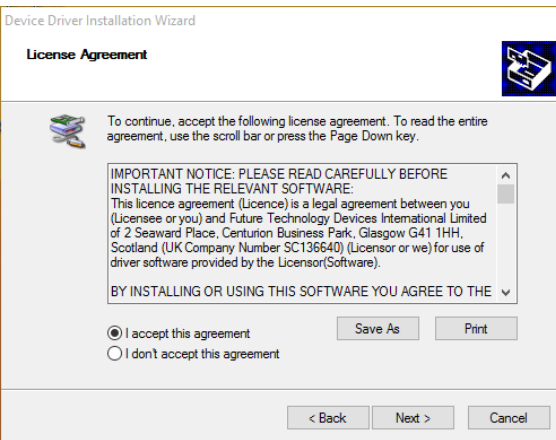 Device Driver Installation Wizard
License Agreement
To continue, accept the following license agreement. To read the entire
agreement, use the scroll bar or press the Page Down key.
IMPORTANT NOTICE: PLEASE READ CAREFULLY BEFORE
INSTALLING THE RELEVANT SOFTWARE:
This licence agreement (Licence) is a legal agreement between you
(Licensee or you) and Future Technology Devices International Limited
of 2 Seaward Place, Centurion Business Park, Glasgow G41 1HH,
Scotland (UK Company Number SC136640) (Licensor or we) for use of
driver software provided by the Licensor(Software).
BY INSTALLING OR USING THIS SOFTWARE YOU AGREE TO THE
I accept this agreement
Save As
Print
I don't accept this agreement
< Back
Next >
Cancel